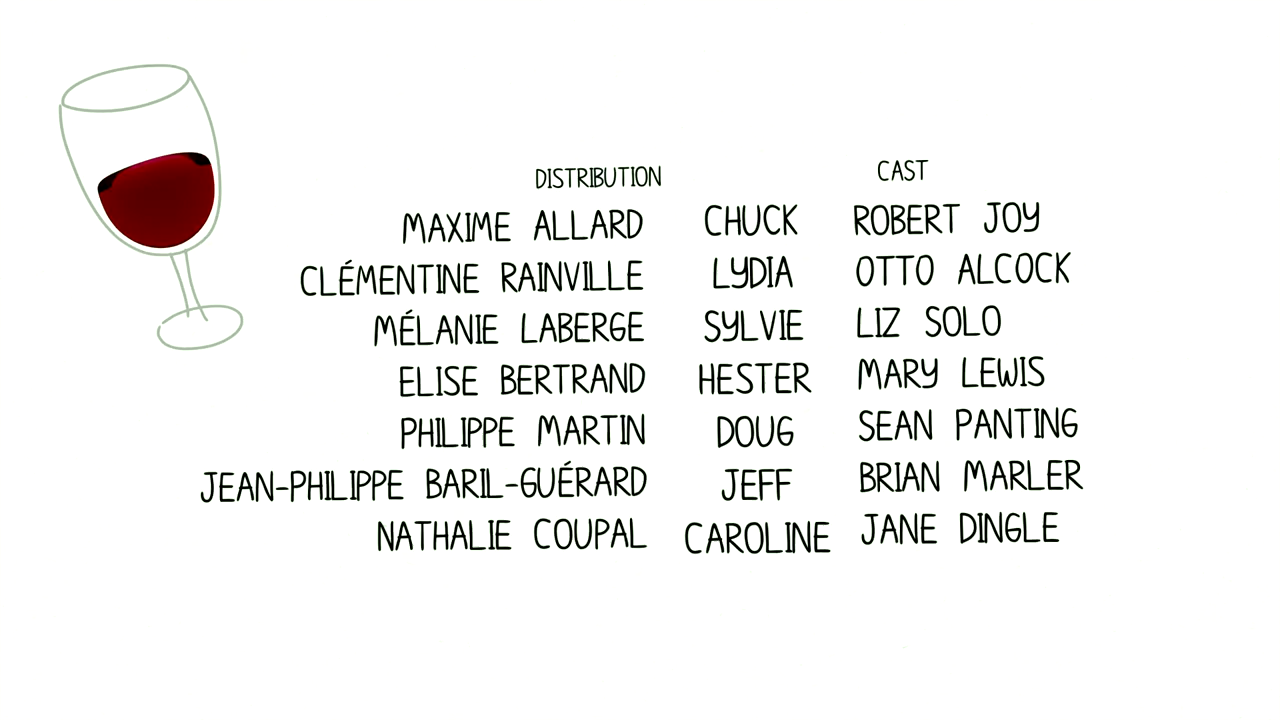 DISTRIBUTION CAST
MAXIME ALLARD CHUCK ROBERT JOY
CLÉMENTINE RAINVILLE LYDIA OTTO ALCOCK
MÉLANIE LABERGE SYLVIE LIZ SOLO
ELISE BERTRAND HESTER MARY LEWIS
PHILIPPE MARTIN DOUG SEAN PANTING
JEAN-PHILIPPE BARIL-GUÉRARD JEFF BRIAN MARLER
NATHALIE COUPAL CAROLINE JANE DINGLE